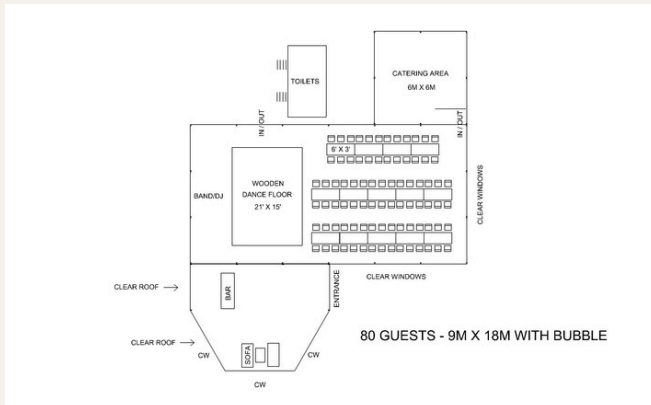 TOILETS
CATERING AREA
6M X 6M
IN / OUT
IN / OUT
6' X 3'
WOODEN
DANCE FLOOR
21' X 15'
BAND/DJ
CLEAR WINDOWS
CLEAR WINDOWS
ENTRANCE
CLEAR ROOF
BAR
CLEAR ROOF
SOFA
CW
CW
CW
80 GUESTS - 9M X 18M WITH BUBBLE